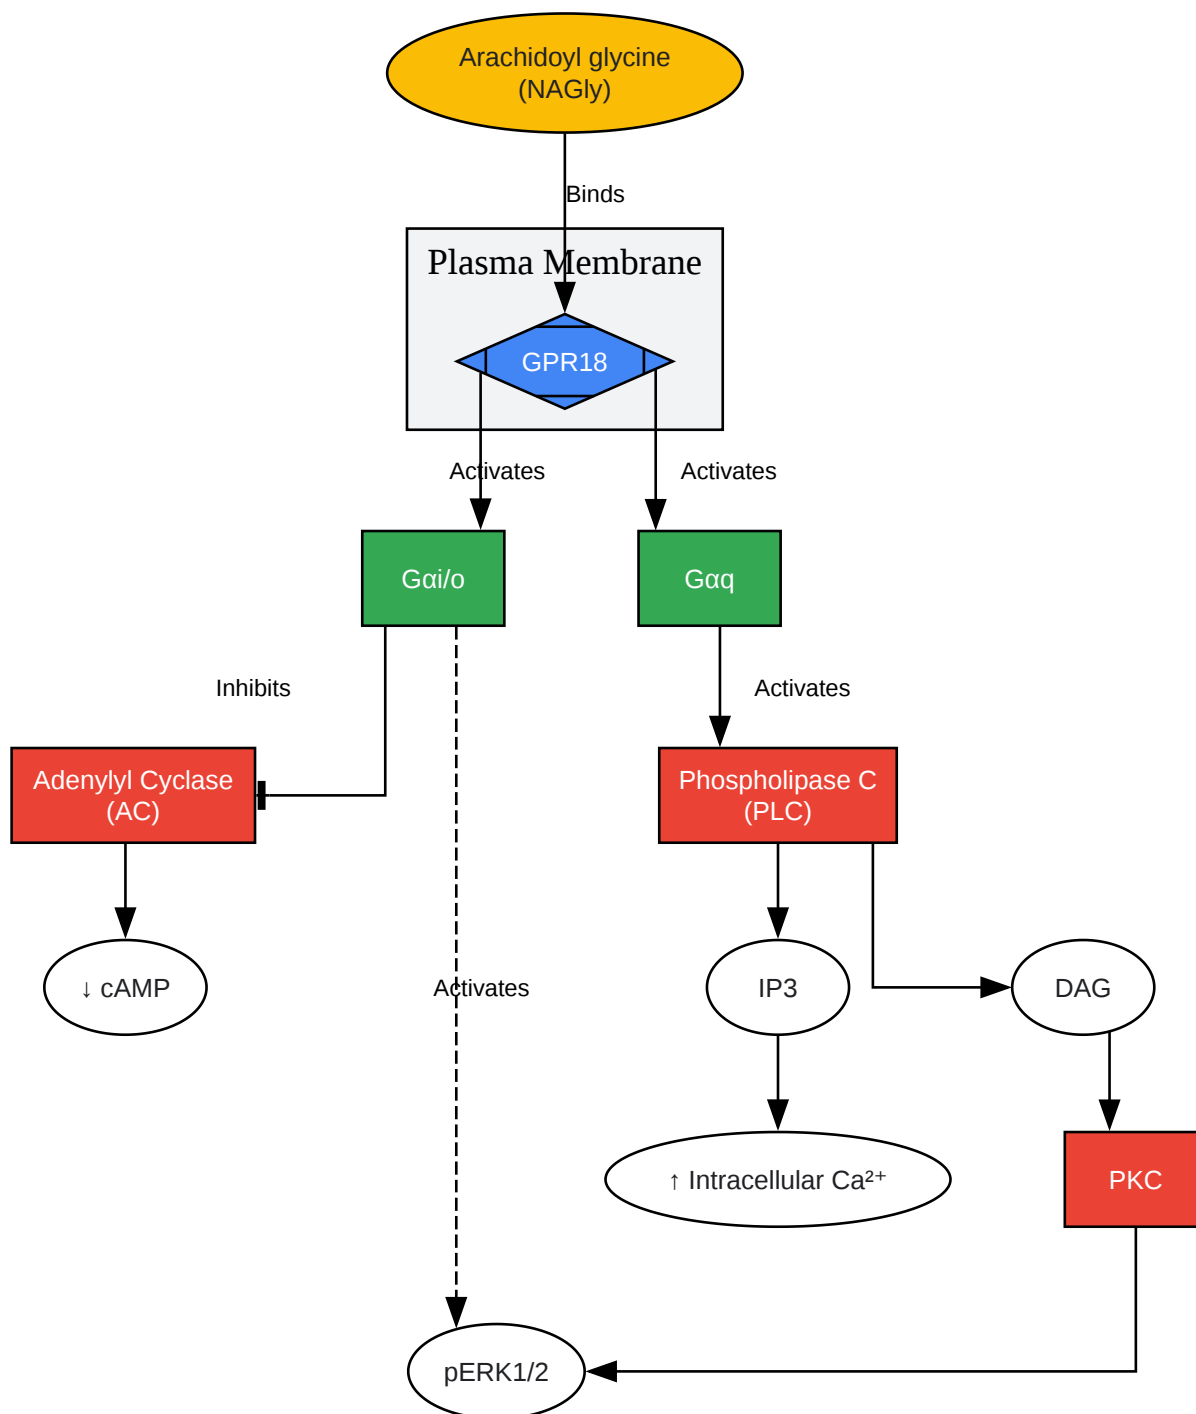 Arachidoyl glycine
(NAGly)
Binds
Plasma Membrane
GPR18
Activates
Activates
Gαi/o
Gαq
Inhibits
Activates
Adenylyl Cyclase
(AC)
Phospholipase C
(PLC)
↓ cAMP
Activates
IP3
DAG
↑ Intracellular Ca²⁺
PKC
pERK1/2